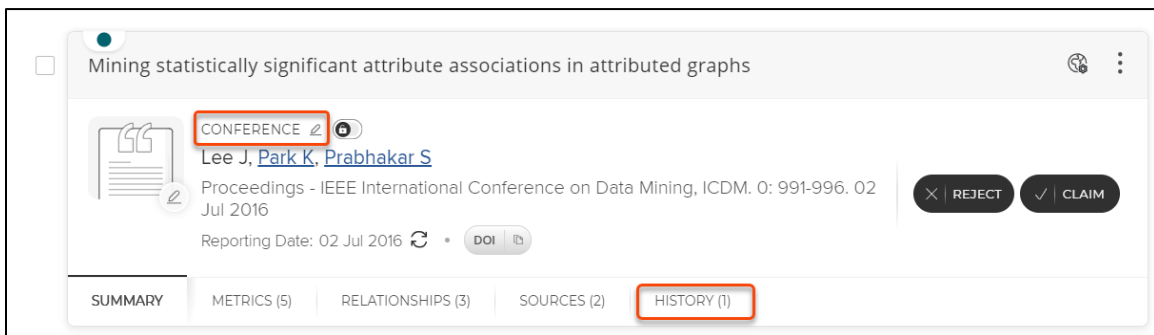 Mining statistically significant attribute associations in attributed graphs
CONFERENCE
Lee J, Park K, Prabhakar S
Proceedings - IEEE International Conference on Data Mining, ICDM. 0: 991-996. 02
Jul 2016
REJECT CLAIM
Reporting Date: 02 Jul 2016 • DOI
SUMMARY METRICS (5) RELATIONSHIPS (3) SOURCES (2) HISTORY (1)